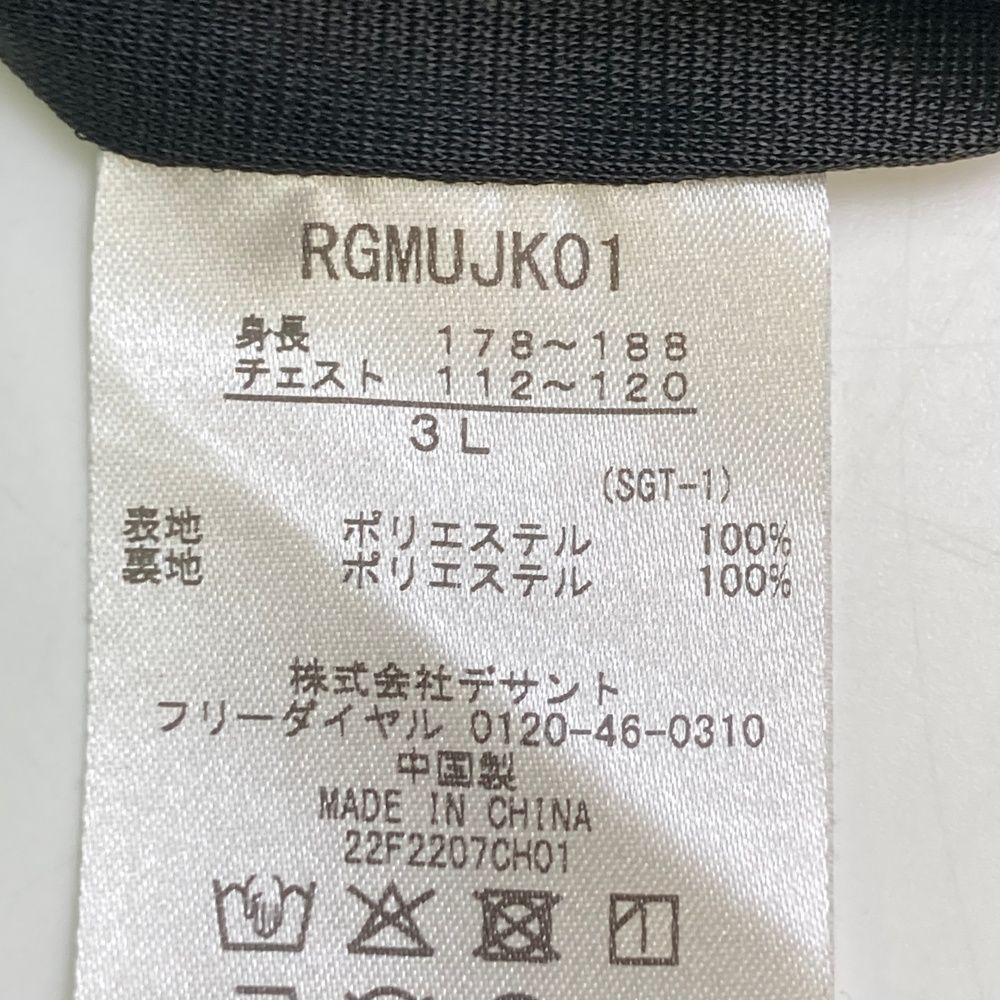 RGMUJK01
身長 178～188
チェスト 112～120
3L
(SGT-1)
表地 ポリエステル 100%
裏地 ポリエステル 100%
株式会社デサント
フリーダイヤル 0120-46-0310
中国製
MADE IN CHINA
22F2207CH01